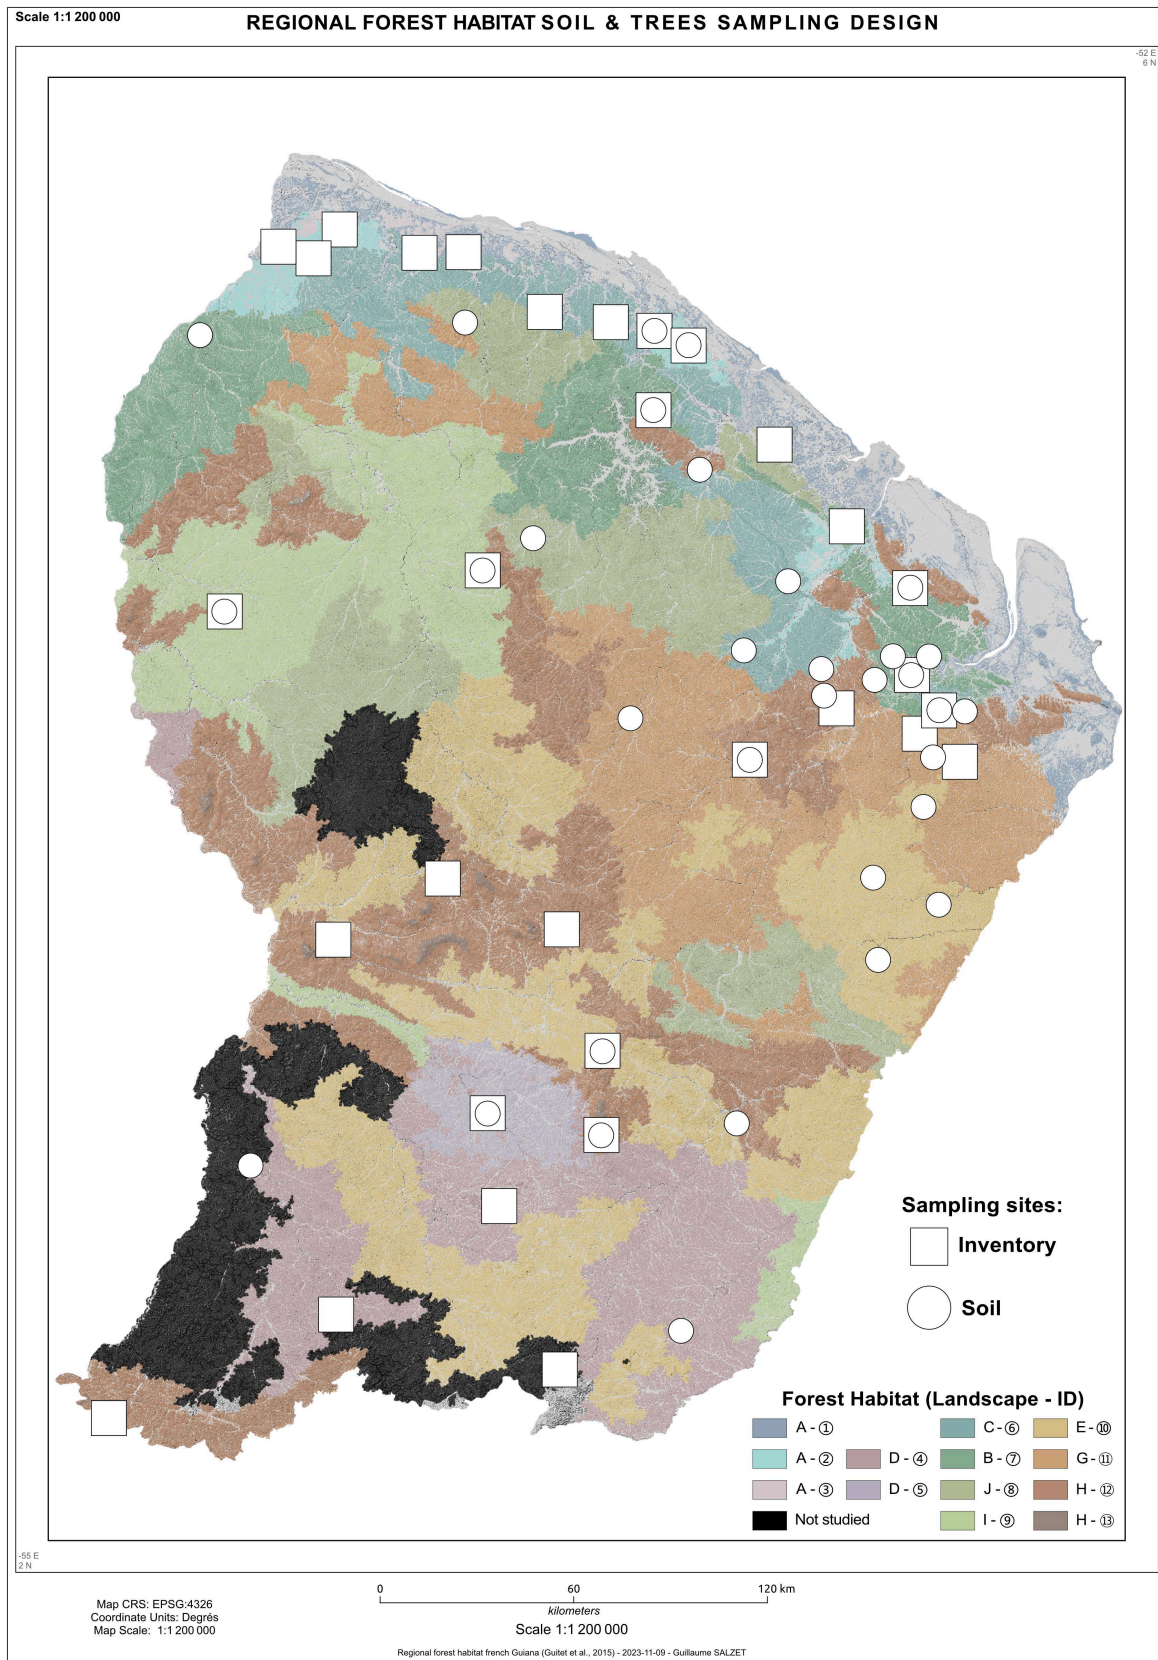 Scale 1:1 200 000
REGIONAL FOREST HABITAT SOIL & TREES SAMPLING DESIGN
-52 E
6 N
Sampling sites:
Inventory
Soil
Forest Habitat (Landscape - ID)
A - ①
C - ⑥
E - ⑩
A - ②
D - ④
B - ⑦
G - ⑪
A - ③
D - ⑤
J - ⑧
H - ⑫
Not studied
I - ⑨
H - ⑬
-55 E
2 N
0
60
120 km
kilometers
Map CRS: EPSG:4326
Coordinate Units: Degrés
Map Scale: 1:1 200 000
Scale 1:1 200 000
Regional forest habitat french Guiana (Guitet et al., 2015) - 2023-11-09 - Guillaume SALZET